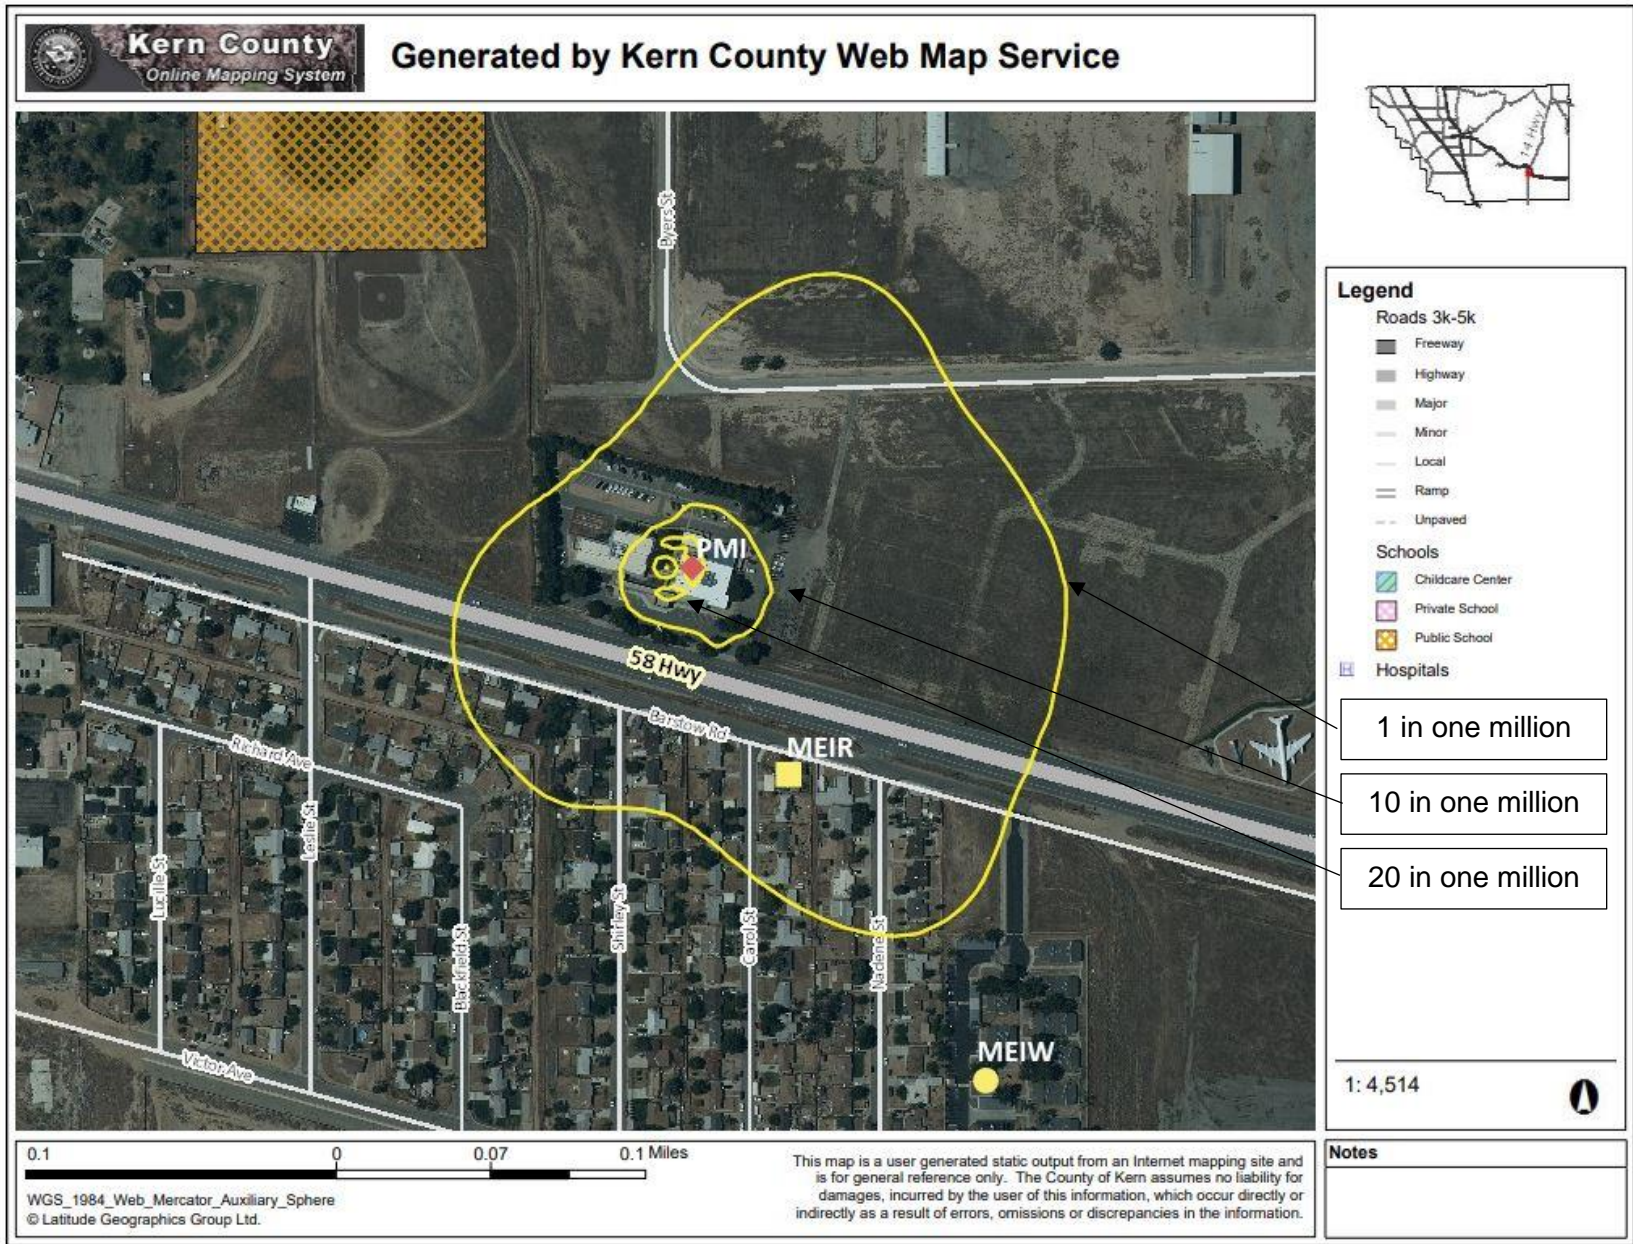 Kern County
Online Mapping System
Generated by Kern County Web Map Service
14 Hwy
Byers St
PMI
58 Hwy
Barstow Rd
MEIR
Richard Ave
Leslie St
Lucille St
Blackfield St
Shirley St
Carol St
Nadene St
Victor Ave
MEIW
Legend
Roads 3k-5k
Freeway
Highway
Major
Minor
Local
Ramp
Unpaved
Schools
Childcare Center
Private School
Public School
H Hospitals
1 in one million
10 in one million
20 in one million
1: 4,514
0.1 0 0.07 0.1 Miles
WGS_1984_Web_Mercator_Auxiliary_Sphere
© Latitude Geographics Group Ltd.
This map is a user generated static output from an Internet mapping site and
is for general reference only. The County of Kern assumes no liability for
damages, incurred by the user of this information, which occur directly or
indirectly as a result of errors, omissions or discrepancies in the information.
Notes